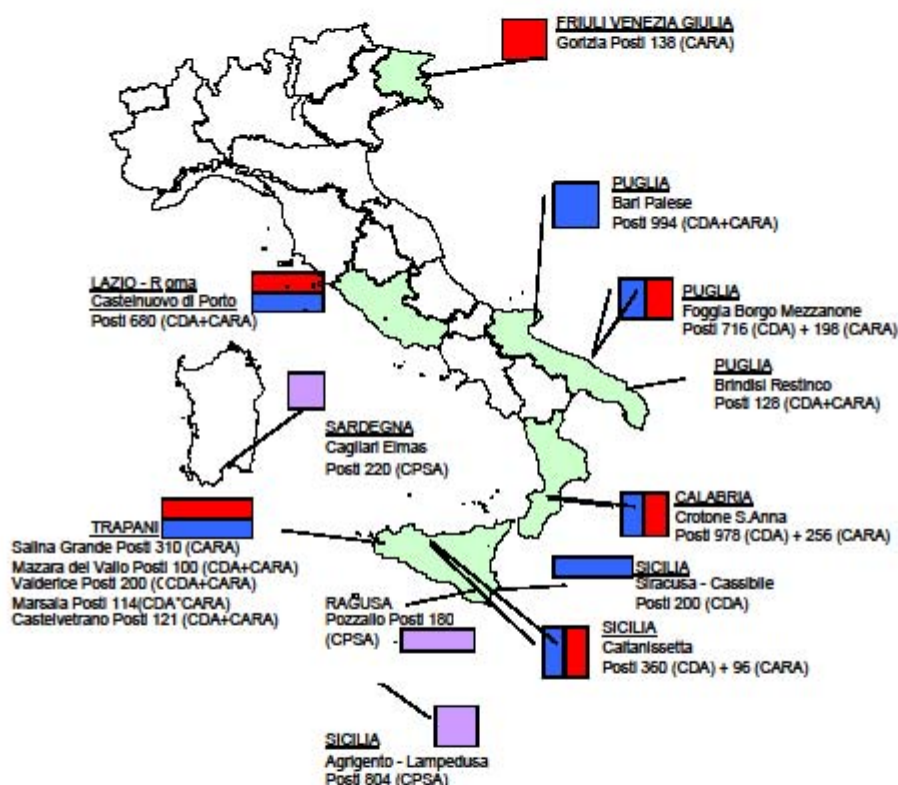 FRIULI VENEZIA GIULIA
Gorizia Posti 138 (CARA)
PUGLIA
Bari Palese
Posti 994 (CDA+CARA)
LAZIO - Roma
Castelnuovo di Porto
Posti 680 (CDA+CARA)
PUGLIA
Foggia Borgo Mezzanone
Posti 716 (CDA) + 198 (CARA)
PUGLIA
Brindisi Restinco
Posti 128 (CDA+CARA)
SARDEGNA
Cagliari Elmas
Posti 220 (CPSA)
TRAPANI
Salina Grande Posti 310 (CARA)
Mazara del Vallo Posti 100 (CDA+CARA)
Valderice Posti 200 (CCDA+CARA)
Marsala Posti 114(CDA*CARA)
Castelvetrano Posti 121 (CDA+CARA)
CALABRIA
Crotone S.Anna
Posti 978 (CDA) + 256 (CARA)
SICILIA
Siracusa - Cassibile
Posti 200 (CDA)
RAGUSA
Pozzallo Posti 180
(CPSA)
SICILIA
Caltanissetta
Posti 360 (CDA) + 96 (CARA)
SICILIA
Agrigento - Lampedusa
Posti 804 (CPSA)